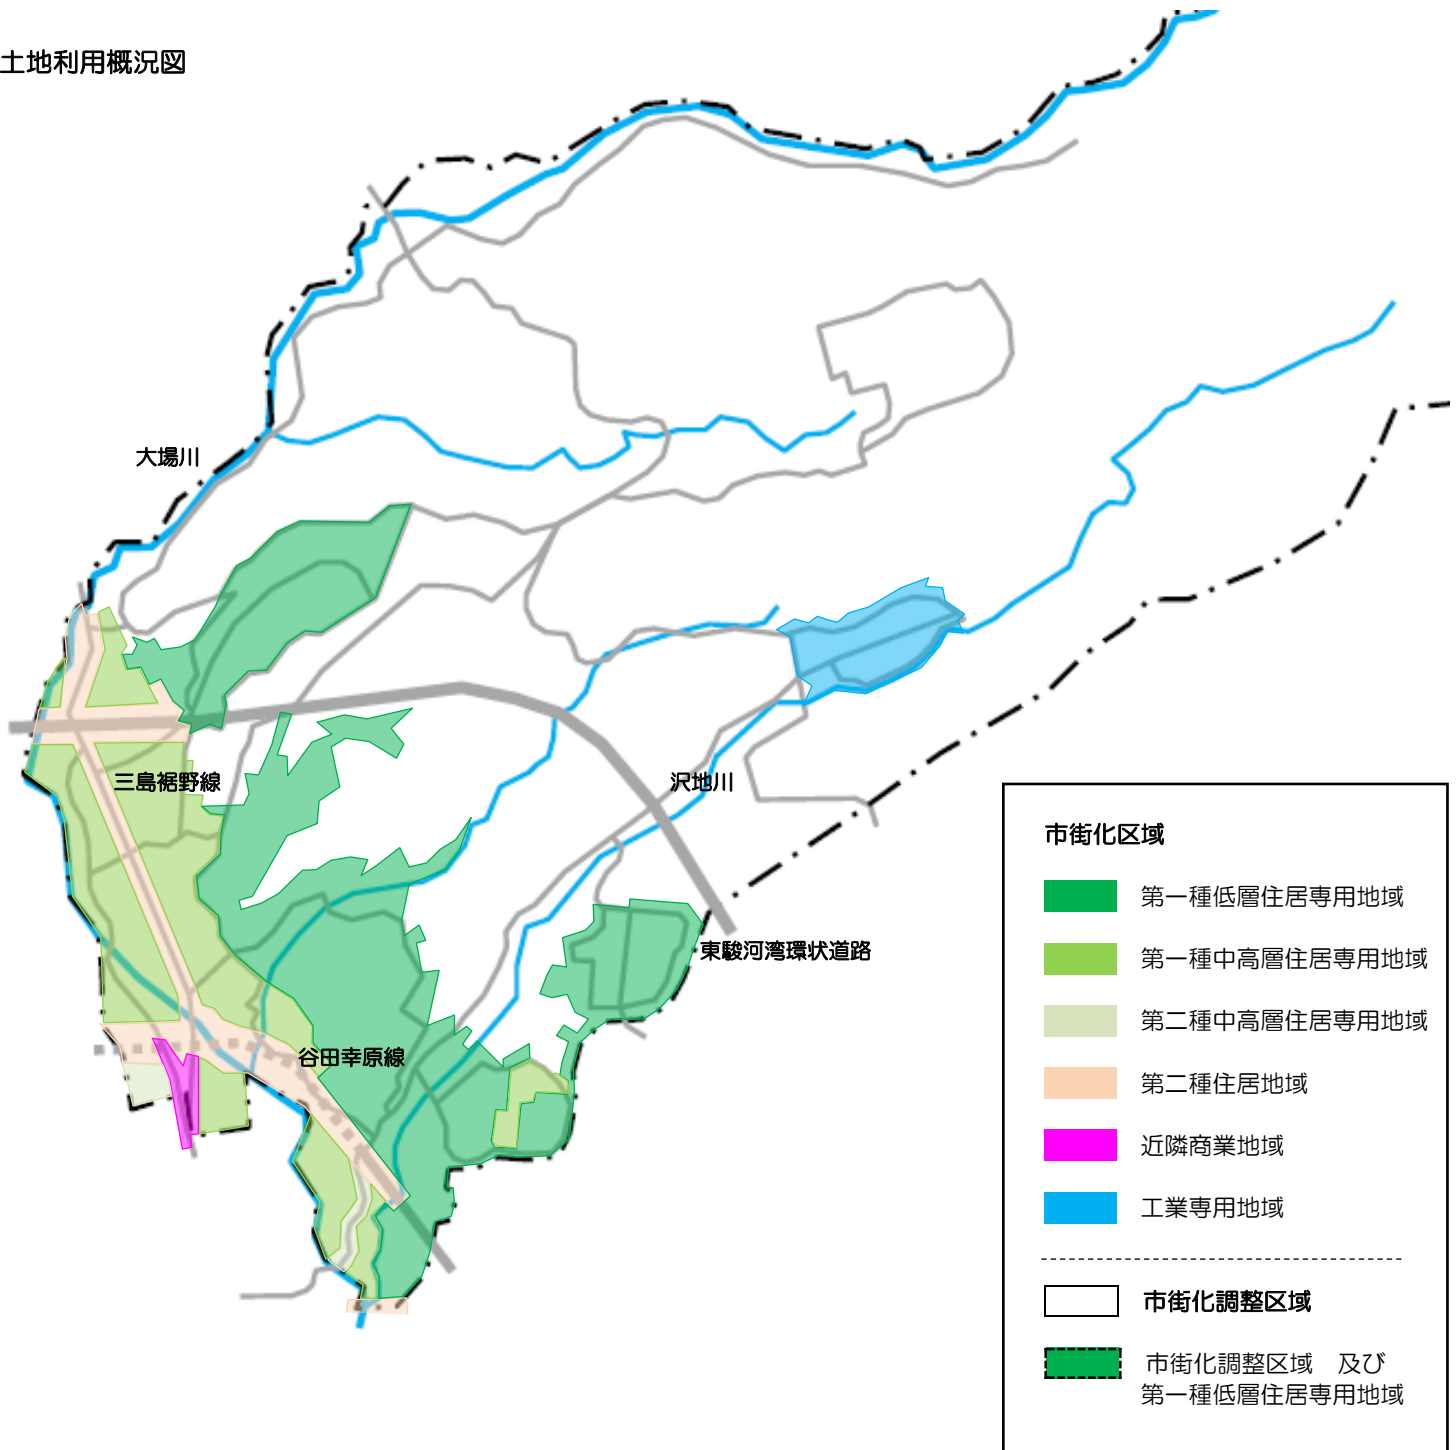 土地利用概況図
大場川
三島裾野線
沢地川
東駿河湾環状道路
谷田幸原線
市街化区域
第一種低層住居専用地域
第一種中高層住居専用地域
第二種中高層住居専用地域
第二種住居地域
近隣商業地域
工業専用地域
市街化調整区域
市街化調整区域　及び
第一種低層住居専用地域